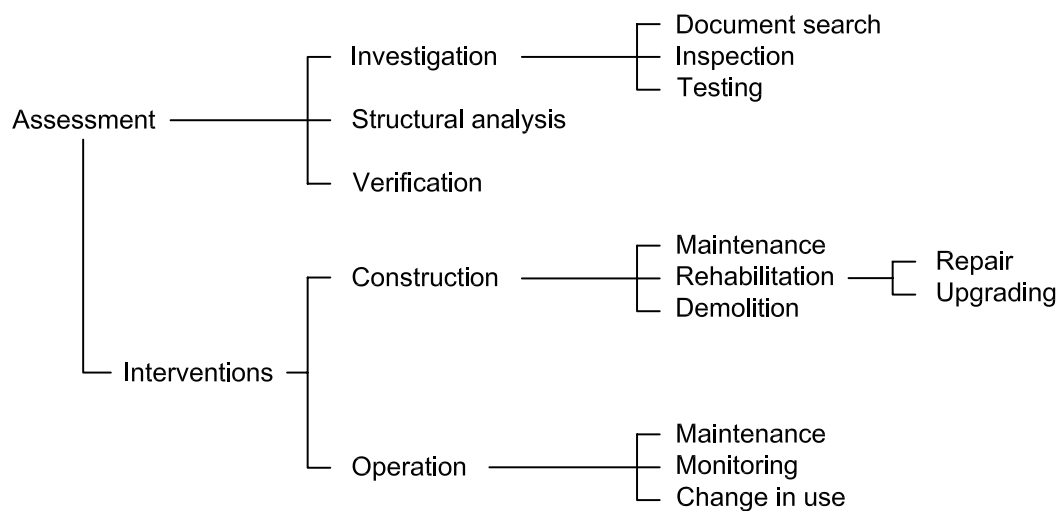 Document search
Investigation
Inspection
Testing
Assessment
Structural analysis
Verification
Maintenance
Construction
Rehabilitation
Repair
Upgrading
Demolition
Interventions
Maintenance
Operation
Monitoring
Change in use